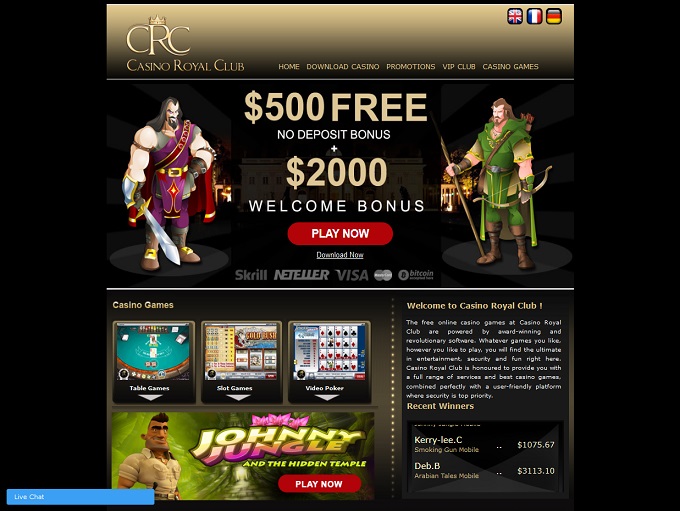 CRC
CASINO ROYAL CLUB
HOME DOWNLOAD CASINO PROMOTIONS VIP CLUB CASINO GAMES
$500 FREE
NO DEPOSIT BONUS
+
$2000
WELCOME BONUS
PLAY NOW
Download Now
Skrill NETELLER VISA bitcoin
Casino Games
Table Games
Slot Games
Video Poker
JOHNNY
JUNGLE
AND THE HIDDEN TEMPLE
PLAY NOW
Welcome to Casino Royal Club !
The free online casino games at Casino Royal
Club are powered by award-winning and
revolutionary software. Whatever games you like,
however you like to play, you will find the ultimate
in entertainment, security and fun right here.
Casino Royal Club is honoured to provide you with
a full range of services and best casino games,
combined perfectly with a user-friendly platform
where security is top priority.
Recent Winners
Kerry-lee.C .. $1075.67
Smoking Gun Mobile
Deb.B .. $3113.10
Arabian Tales Mobile
Live Chat